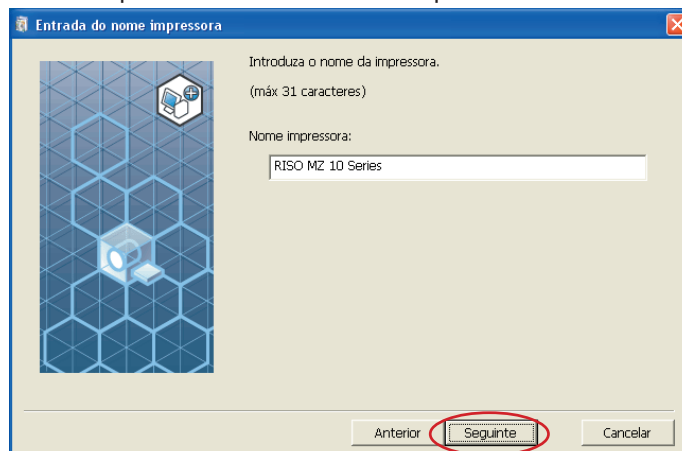 Entrada do nome impressora
Introduza o nome da impressora.
(máx 31 caracteres)
Nome impressora:
RISO MZ 10 Series
Anterior
Seguinte
Cancelar